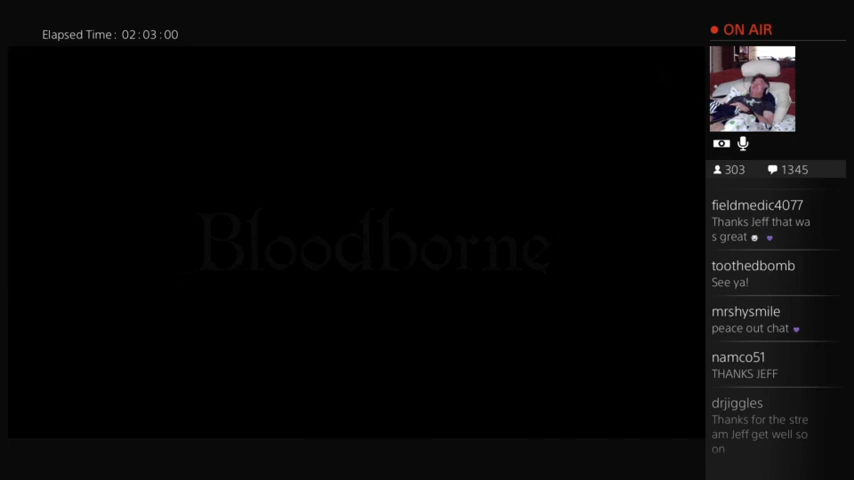 Elapsed Time: 02:03:00
ON AIR
303 1345
Bloodborne
fieldmedic4077
Thanks Jeff that wa
s great
toothedbomb
See ya!
mrshysmile
peace out chat
namco51
THANKS JEFF
drjiggles
Thanks for the stre
am Jeff get well so
on